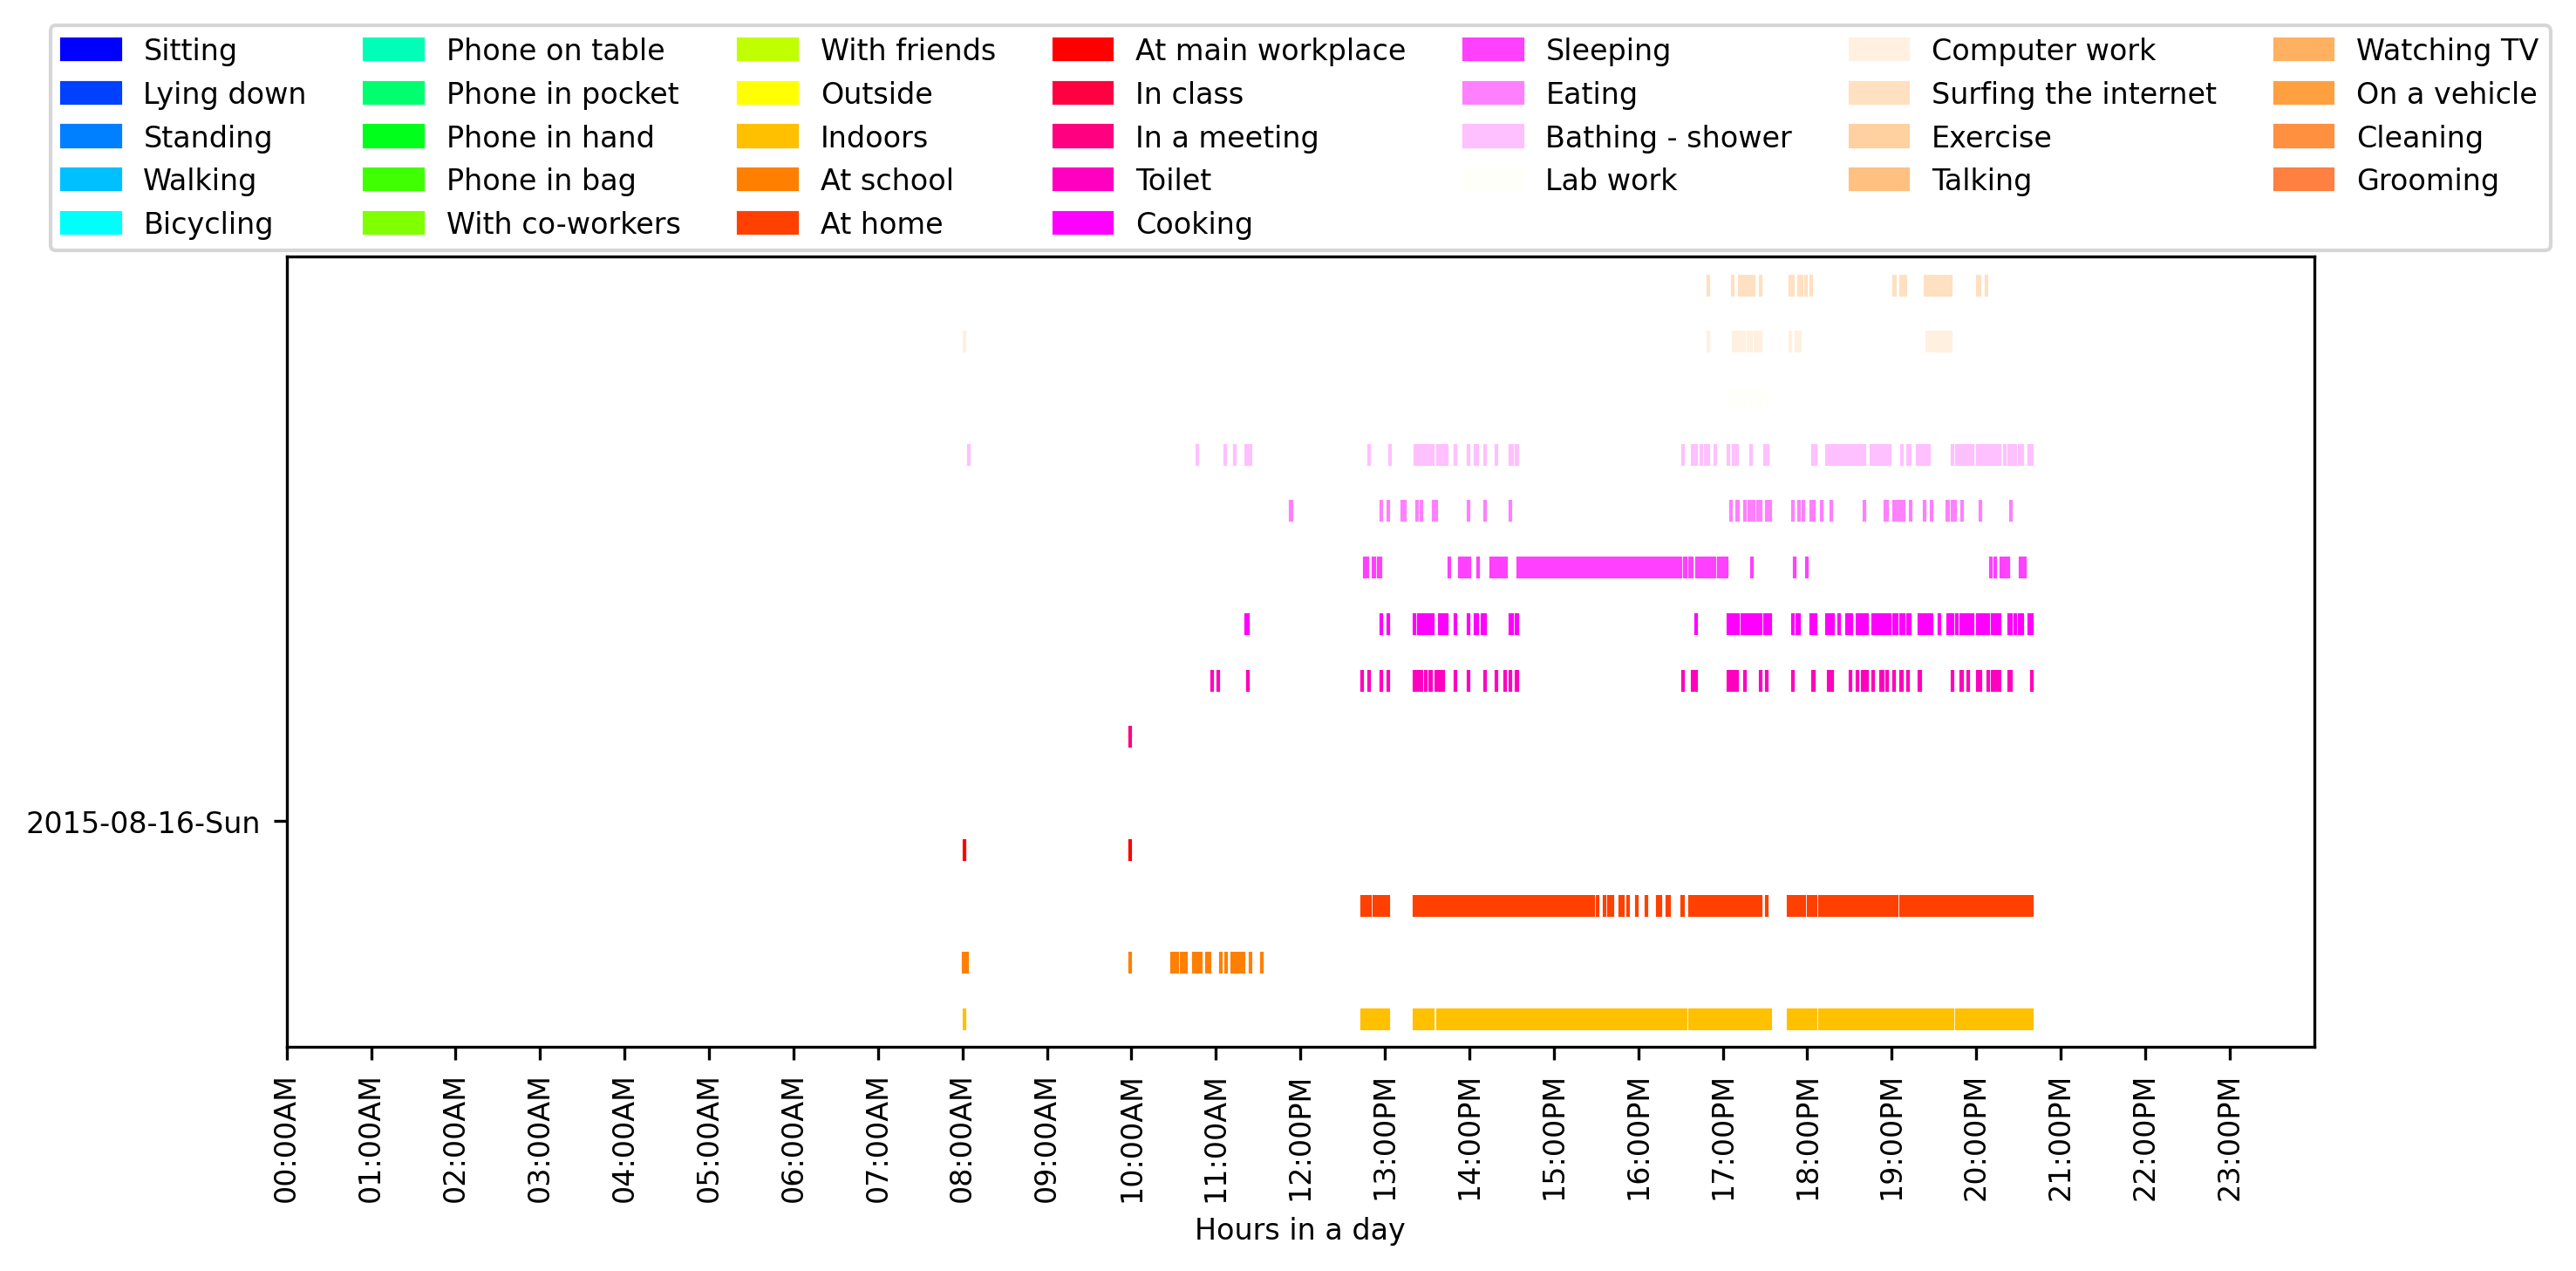 Sitting Phone on table With friends At main workplace Sleeping Computer work Watching TV
Lying down Phone in pocket Outside In class Eating Surfing the internet On a vehicle
Standing Phone in hand Indoors In a meeting Bathing - shower Exercise Cleaning
Walking Phone in bag At school Toilet Lab work Talking Grooming
Bicycling With co-workers At home Cooking
2015-08-16-Sun
00:00AM 01:00AM 02:00AM 03:00AM 04:00AM 05:00AM 06:00AM 07:00AM 08:00AM 09:00AM 10:00AM 11:00AM 12:00PM 13:00PM 14:00PM 15:00PM 16:00PM 17:00PM 18:00PM 19:00PM 20:00PM 21:00PM 22:00PM 23:00PM
Hours in a day